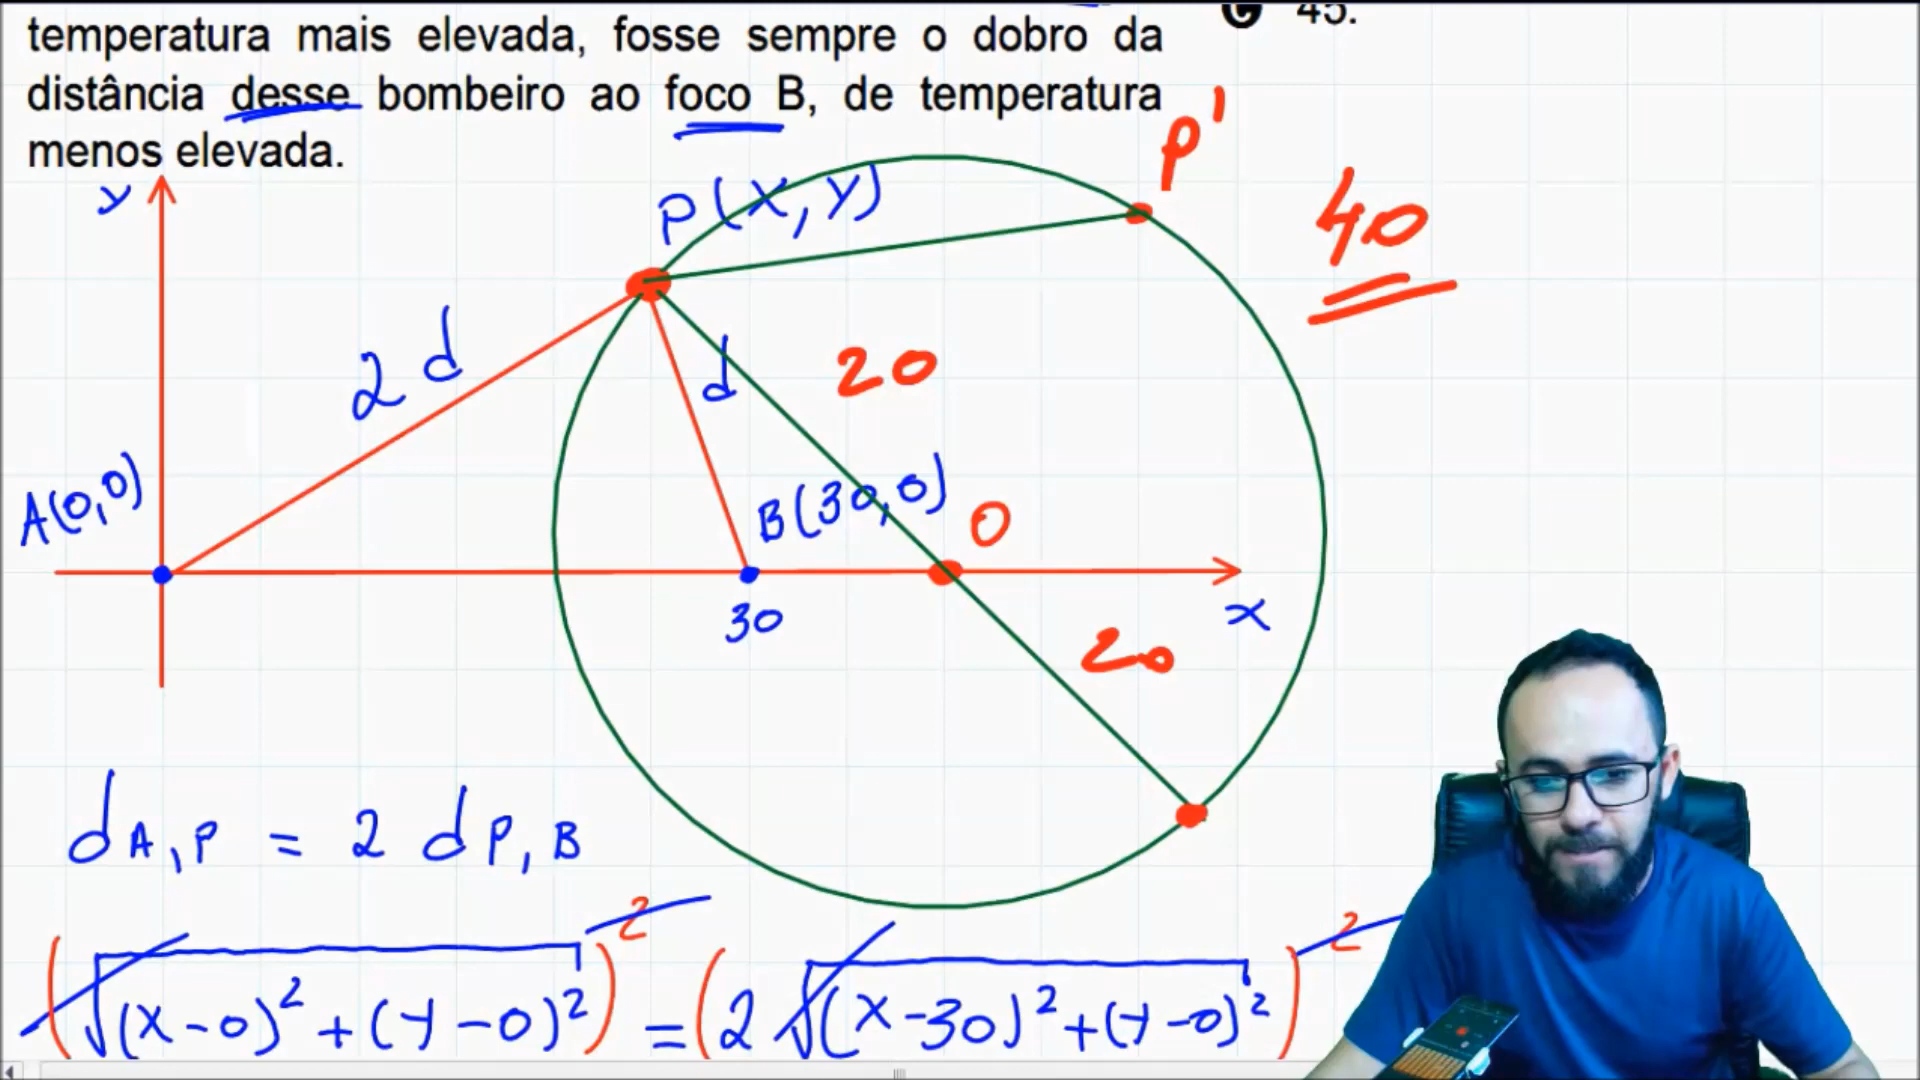 temperatura mais elevada, fosse sempre o dobro da
C 45.
distância desse bombeiro ao foco B, de temperatura
menos elevada.
P'
y
P(x,y)
40
2d
d
20
A(0,0)
B(30,0)
0
30
x
20
dA,P = 2 dP,B
(√(x-0)²+(y-0)²)² = (2√(x-30)²+(y-0)²)²